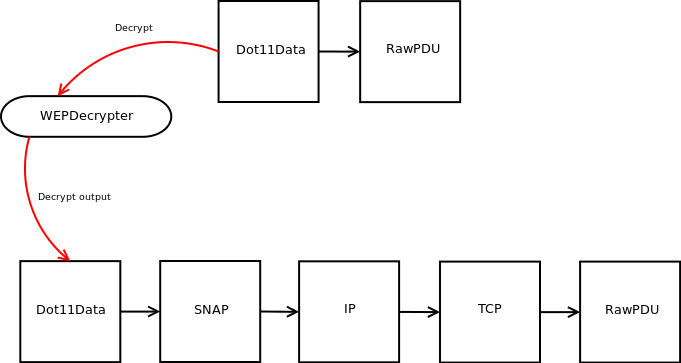 Decrypt
Dot11Data
RawPDU
WEPDecrypter
Decrypt output
Dot11Data
SNAP
IP
TCP
RawPDU